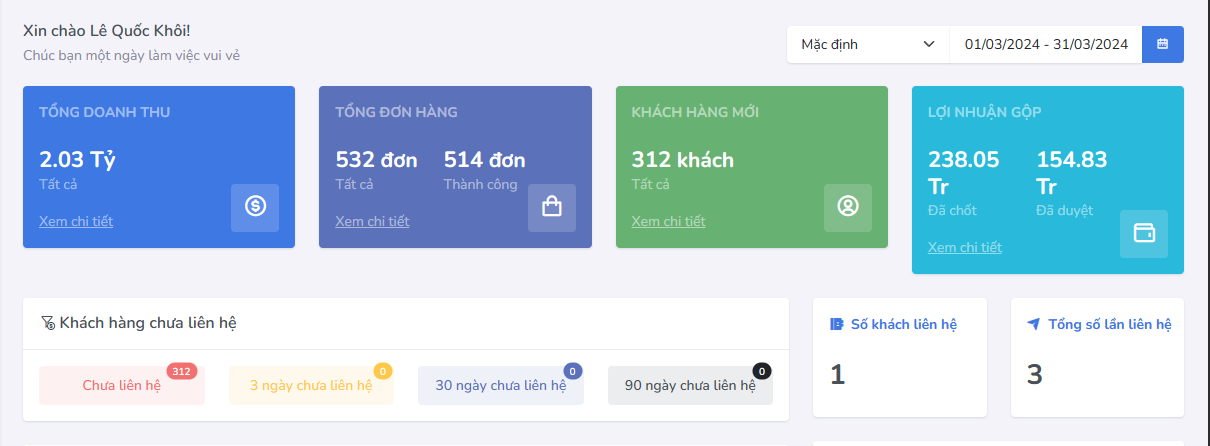 Xin chào Lê Quốc Khôi!
Chúc bạn một ngày làm việc vui vẻ
Mặc định
01/03/2024 - 31/03/2024
TỔNG DOANH THU
2.03 Tỷ
Tất cả
Xem chi tiết
TỔNG ĐƠN HÀNG
532 đơn 514 đơn
Tất cả Thành công
Xem chi tiết
KHÁCH HÀNG MỚI
312 khách
Tất cả
Xem chi tiết
LỢI NHUẬN GỘP
238.05 154.83
Tr Tr
Đã chốt Đã duyệt
Xem chi tiết
Khách hàng chưa liên hệ
Chưa liên hệ 312
3 ngày chưa liên hệ 0
30 ngày chưa liên hệ 0
90 ngày chưa liên hệ 0
Số khách liên hệ
1
Tổng số lần liên hệ
3